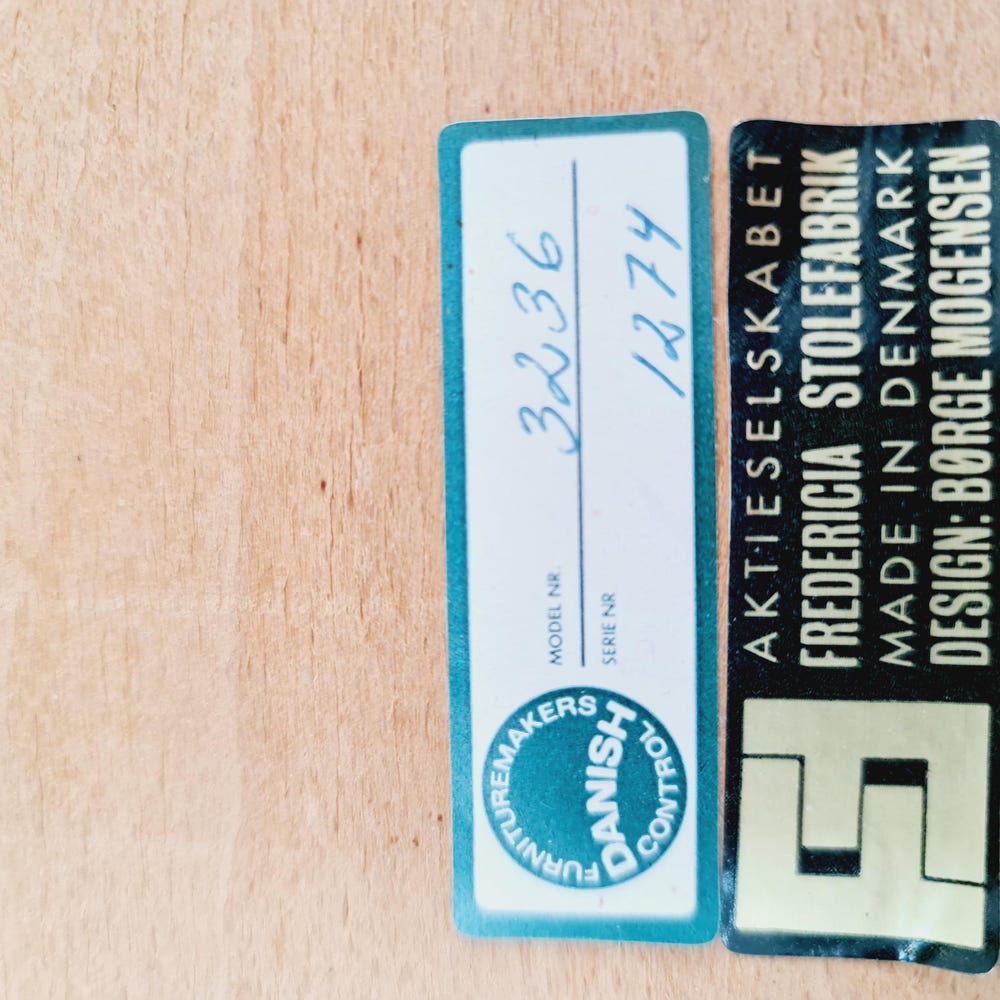 MODEL NR. 3236
SERIE NR 1274
FURNITUREMAKERS
DANISH
CONTROL
AKTIESELSKABET
FREDERICIA STOLEFABRIK
MADE IN DENMARK
DESIGN: BØRGE MOGENSEN